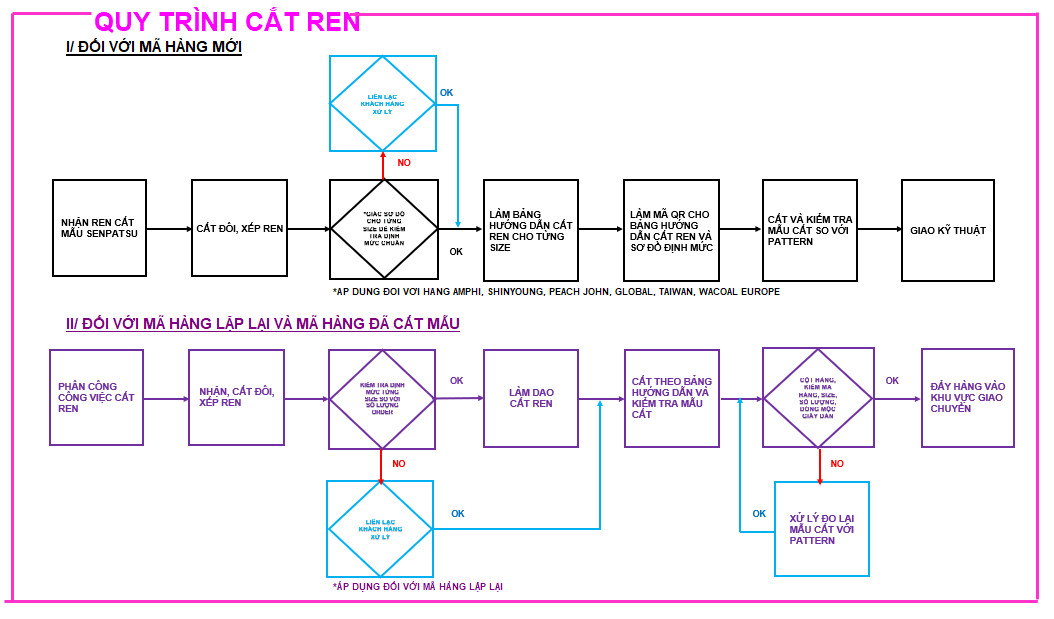 QUY TRÌNH CẮT REN
I/ ĐỐI VỚI MÃ HÀNG MỚI
LIÊN LẠC
KHÁCH HÀNG
XỬ LÝ
OK
NO
NHẬN REN CẮT
MẪU SENPATSU
CẮT ĐÔI, XẾP REN
*GIÁC SƠ ĐỒ
CHO TỪNG
SIZE ĐỂ KIỂM
TRA ĐỊNH
MỨC CHUẨN
OK
LÀM BẢNG
HƯỚNG DẪN CẮT
REN CHO TỪNG
SIZE
LÀM MÃ QR CHO
BẢNG HƯỚNG
DẪN CẮT REN VÀ
SƠ ĐỒ ĐỊNH MỨC
CẮT VÀ KIỂM TRA
MẪU CẮT SO VỚI
PATTERN
GIAO KỸ THUẬT
*ÁP DỤNG ĐỐI VỚI HÀNG AMPHI, SHINYOUNG, PEACH JOHN, GLOBAL, TAIWAN, WACOAL EUROPE
II/ ĐỐI VỚI MÃ HÀNG LẬP LẠI VÀ MÃ HÀNG ĐÃ CẮT MẪU
PHÂN CÔNG
CÔNG VIỆC CẮT
REN
NHẬN, CẮT ĐÔI,
XẾP REN
KIỂM TRA ĐỊNH
MỨC TỪNG
SIZE SO VỚI
SỐ LƯỢNG
ORDER
OK
LÀM DAO
CẮT REN
CẮT THEO BẢNG
HƯỚNG DẪN VÀ
KIỂM TRA MẪU
CẮT
CỘT HÀNG,
KIỂM MÃ
HÀNG, SIZE,
SỐ LƯỢNG,
ĐÓNG MỘC
GIẤY DÁN
OK
ĐẨY HÀNG VÀO
KHU VỰC GIAO
CHUYỀN
NO
NO
LIÊN LẠC
KHÁCH HÀNG
XỬ LÝ
OK
OK
XỬ LÝ ĐO LẠI
MẪU CẮT VỚI
PATTERN
*ÁP DỤNG ĐỐI VỚI MÃ HÀNG LẬP LẠI